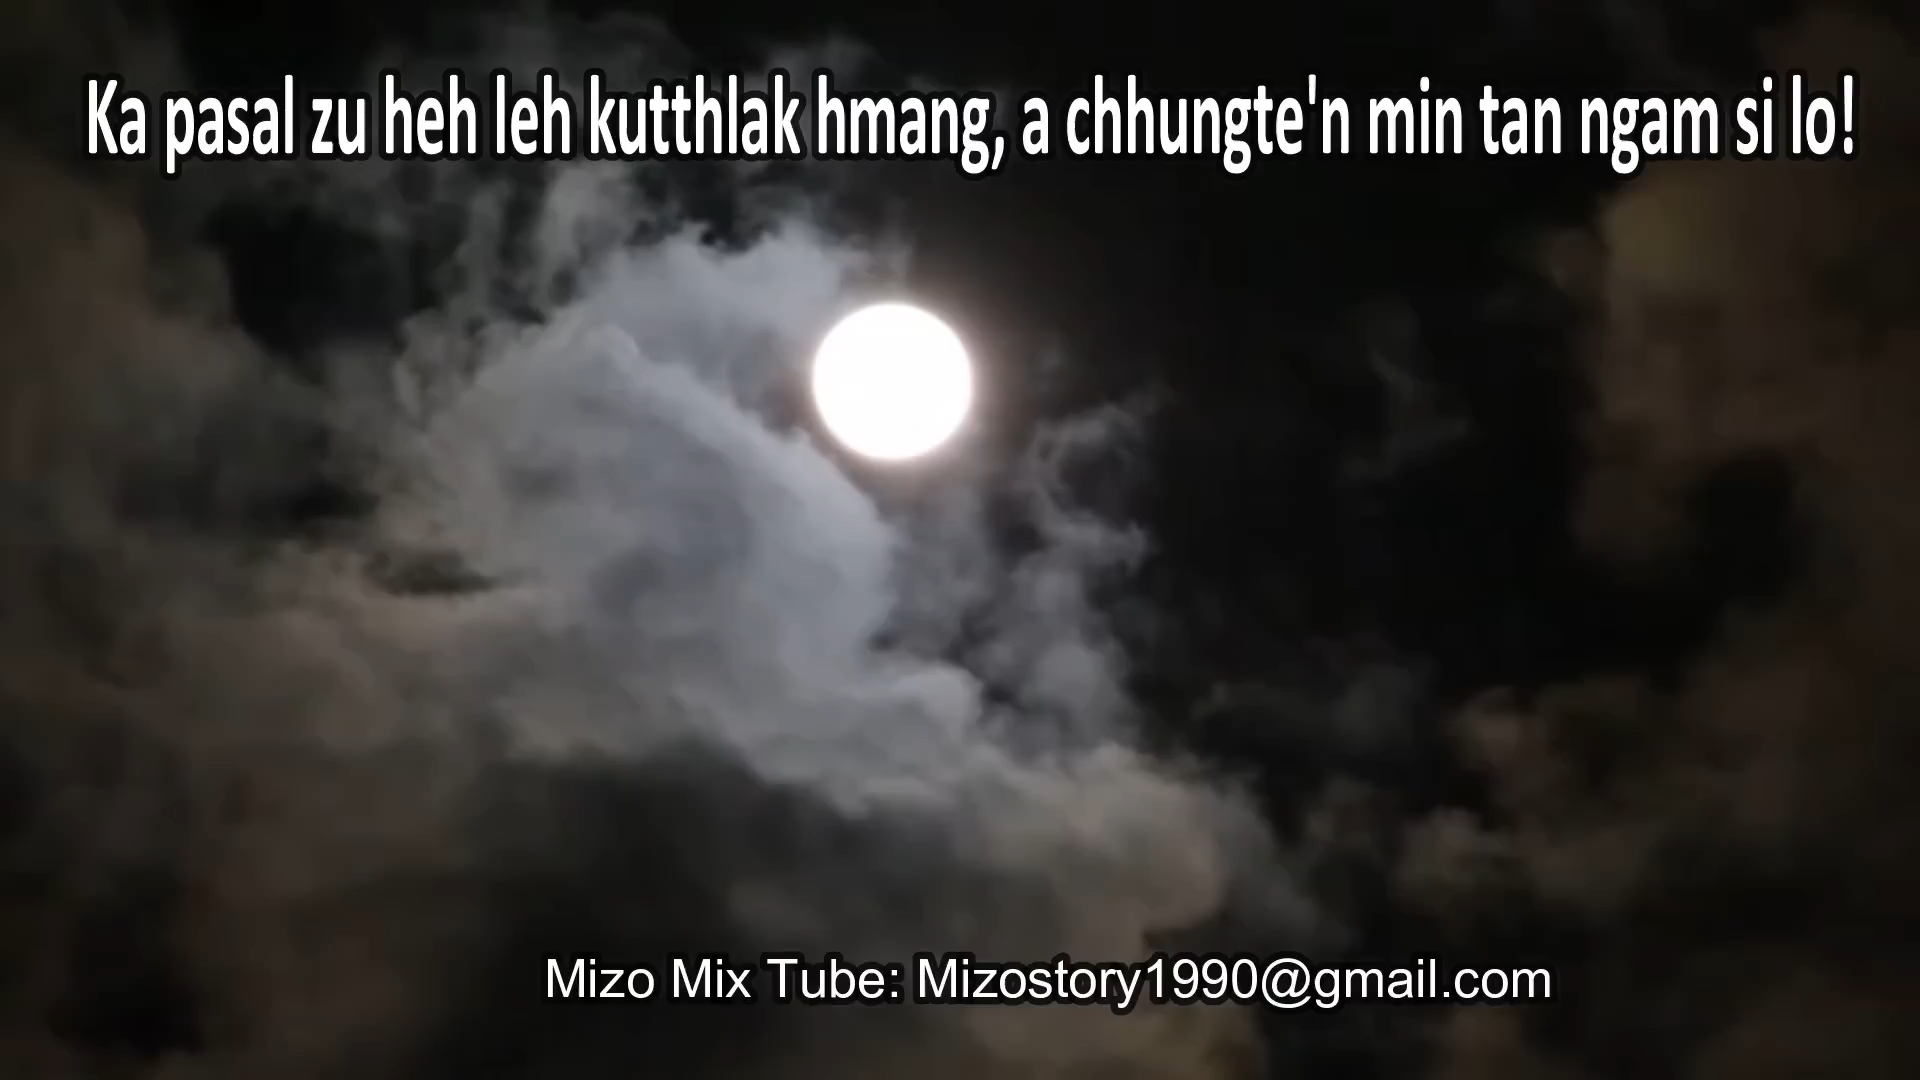 Ka pasal zu heh leh kutthlak hmang, a chhungte'n min tan ngam si lo!
Mizo Mix Tube: Mizostory1990@gmail.com